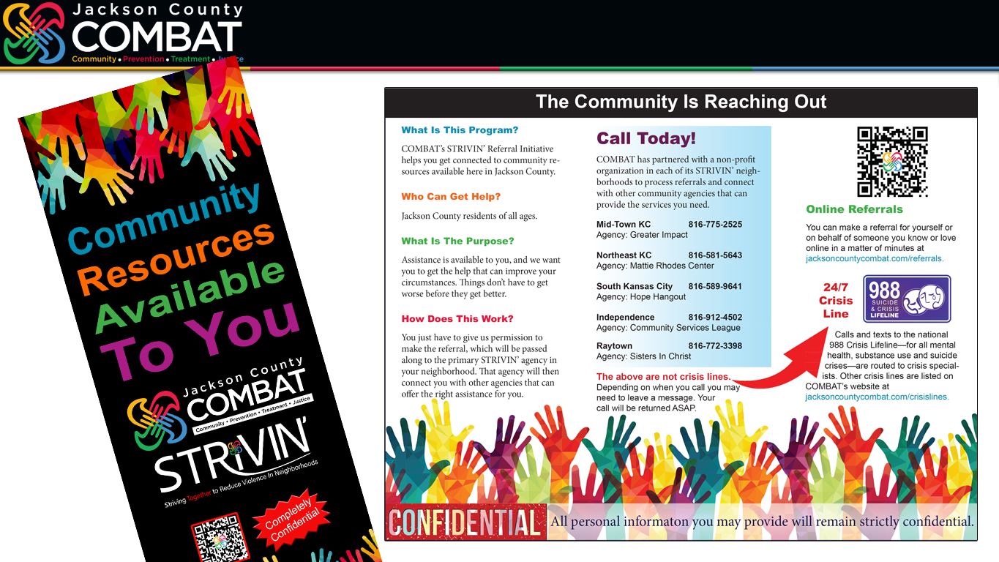 Jackson County
COMBAT
Community • Prevention • Treatment • Justice
Community
Resources
Available
To You
Jackson County
COMBAT
Community • Prevention • Treatment • Justice
STRIVIN'
Striving Together to Reduce Violence In Neighborhoods
Completely
Confidential
The Community Is Reaching Out
What Is This Program?
COMBAT's STRIVIN' Referral Initiative
helps you get connected to community re-
sources available here in Jackson County.
Who Can Get Help?
Jackson County residents of all ages.
What Is The Purpose?
Assistance is available to you, and we want
you to get the help that can improve your
circumstances. Things don't have to get
worse before they get better.
How Does This Work?
You just have to give us permission to
make the referral, which will be passed
along to the primary STRIVIN' agency in
your neighborhood. That agency will then
connect you with other agencies that can
offer the right assistance for you.
Call Today!
COMBAT has partnered with a non-profit
organization in each of its STRIVIN' neigh-
borhoods to process referrals and connect
with other community agencies that can
provide the services you need.
Mid-Town KC 816-775-2525
Agency: Greater Impact
Northeast KC 816-581-5643
Agency: Mattie Rhodes Center
South Kansas City 816-589-9641
Agency: Hope Hangout
Independence 816-912-4502
Agency: Community Services League
Raytown 816-772-3398
Agency: Sisters In Christ
The above are not crisis lines.
Depending on when you call you may
need to leave a message. Your
call will be returned ASAP.
Online Referrals
You can make a referral for yourself or
on behalf of someone you know or love
online in a matter of minutes at
jacksoncountycombat.com/referrals.
24/7
Crisis
Line
988
SUICIDE
& CRISIS
LIFELINE
Calls and texts to the national
988 Crisis Lifeline—for all mental
health, substance use and suicide
crises—are routed to crisis special-
ists. Other crisis lines are listed on
COMBAT's website at
jacksoncountycombat.com/crisislines.
CONFIDENTIAL
All personal informaton you may provide will remain strictly confidential.